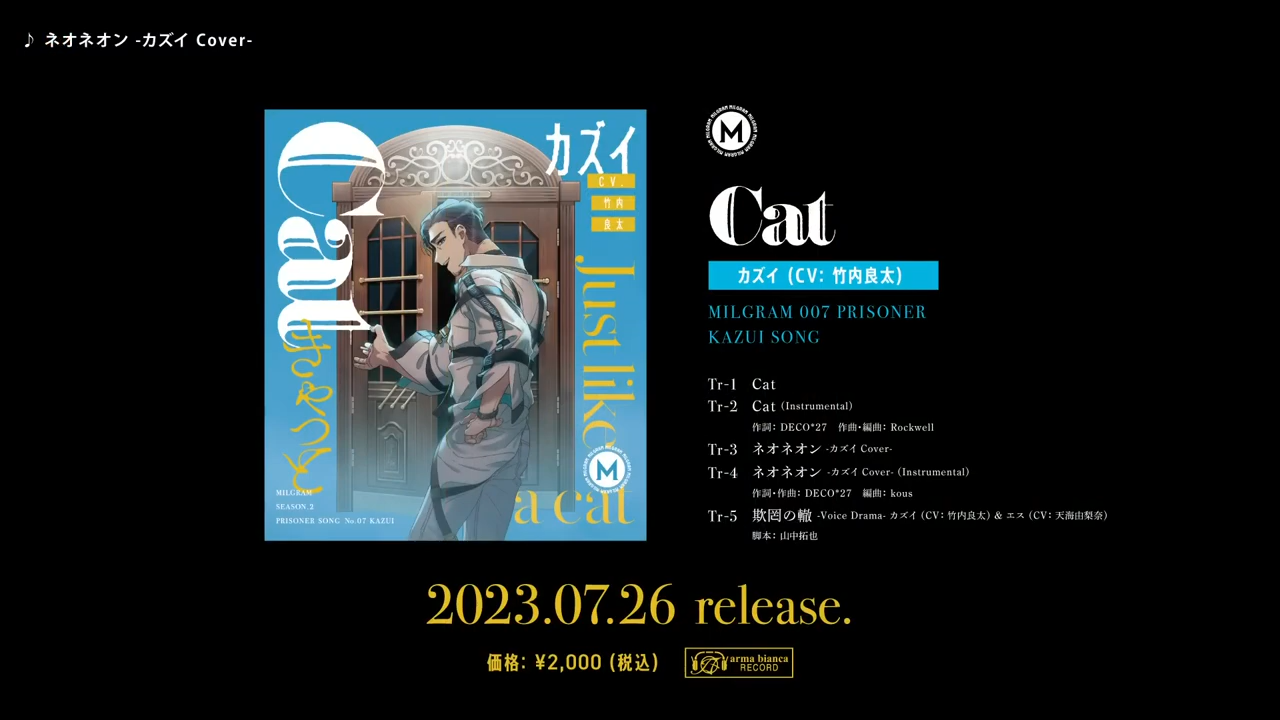 ♪ ネオネオン -カズイ Cover-
Cat
きゃっと
カズイ
CV.
竹内
良太
Just like
a cat
MILGRAM
SEASON.2
PRISONER SONG No.07 KAZUI
M
M
Cat
カズイ (CV: 竹内良太)
MILGRAM 007 PRISONER
KAZUI SONG
Tr-1 Cat
Tr-2 Cat (Instrumental)
作詞: DECO*27 作曲・編曲: Rockwell
Tr-3 ネオネオン -カズイ Cover-
Tr-4 ネオネオン -カズイ Cover- (Instrumental)
作詞・作曲: DECO*27 編曲: kous
Tr-5 欺罔の轍 -Voice Drama- カズイ (CV: 竹内良太) & エス (CV: 天海由梨奈)
脚本: 山中拓也
2023.07.26 release.
価格: ¥2,000 (税込)
arma bianca
RECORD